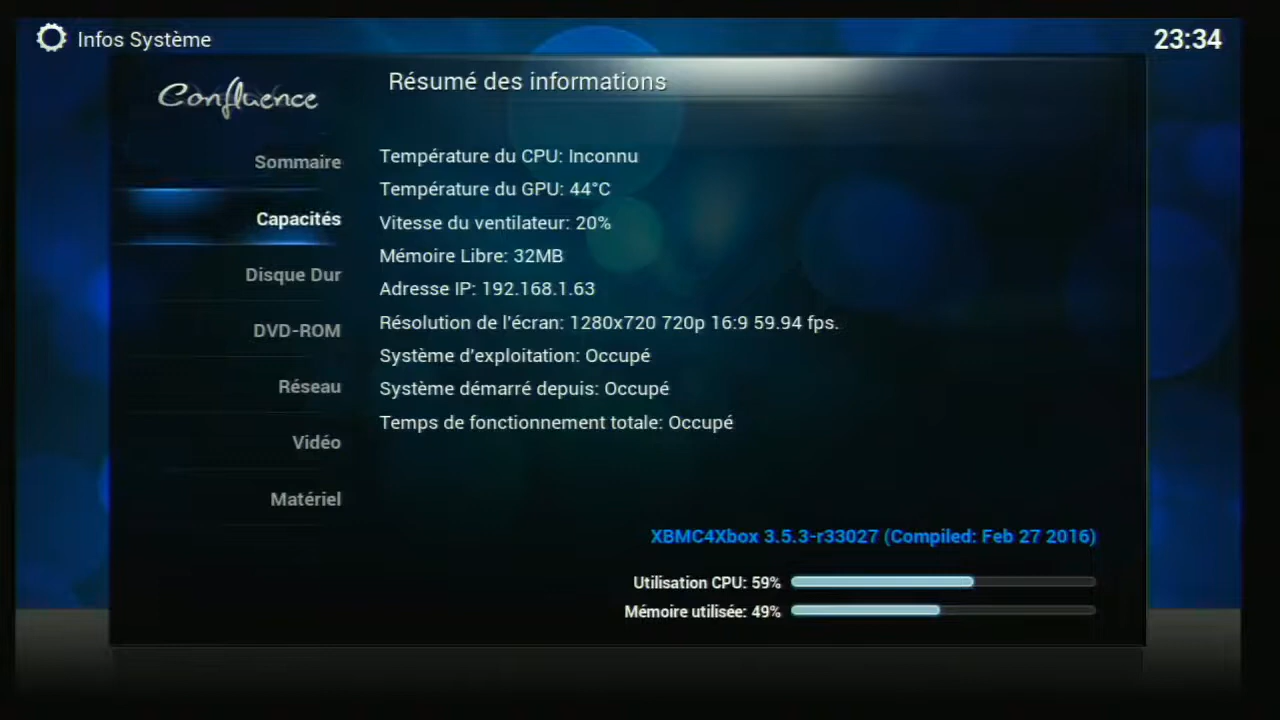 Infos Système
23:34
Confluence
Résumé des informations
Sommaire
Capacités
Disque Dur
DVD-ROM
Réseau
Vidéo
Matériel
Température du CPU: Inconnu
Température du GPU: 44°C
Vitesse du ventilateur: 20%
Mémoire Libre: 32MB
Adresse IP: 192.168.1.63
Résolution de l'écran: 1280x720 720p 16:9 59.94 fps.
Système d'exploitation: Occupé
Système démarré depuis: Occupé
Temps de fonctionnement totale: Occupé
XBMC4Xbox 3.5.3-r33027 (Compiled: Feb 27 2016)
Utilisation CPU: 59%
Mémoire utilisée: 49%